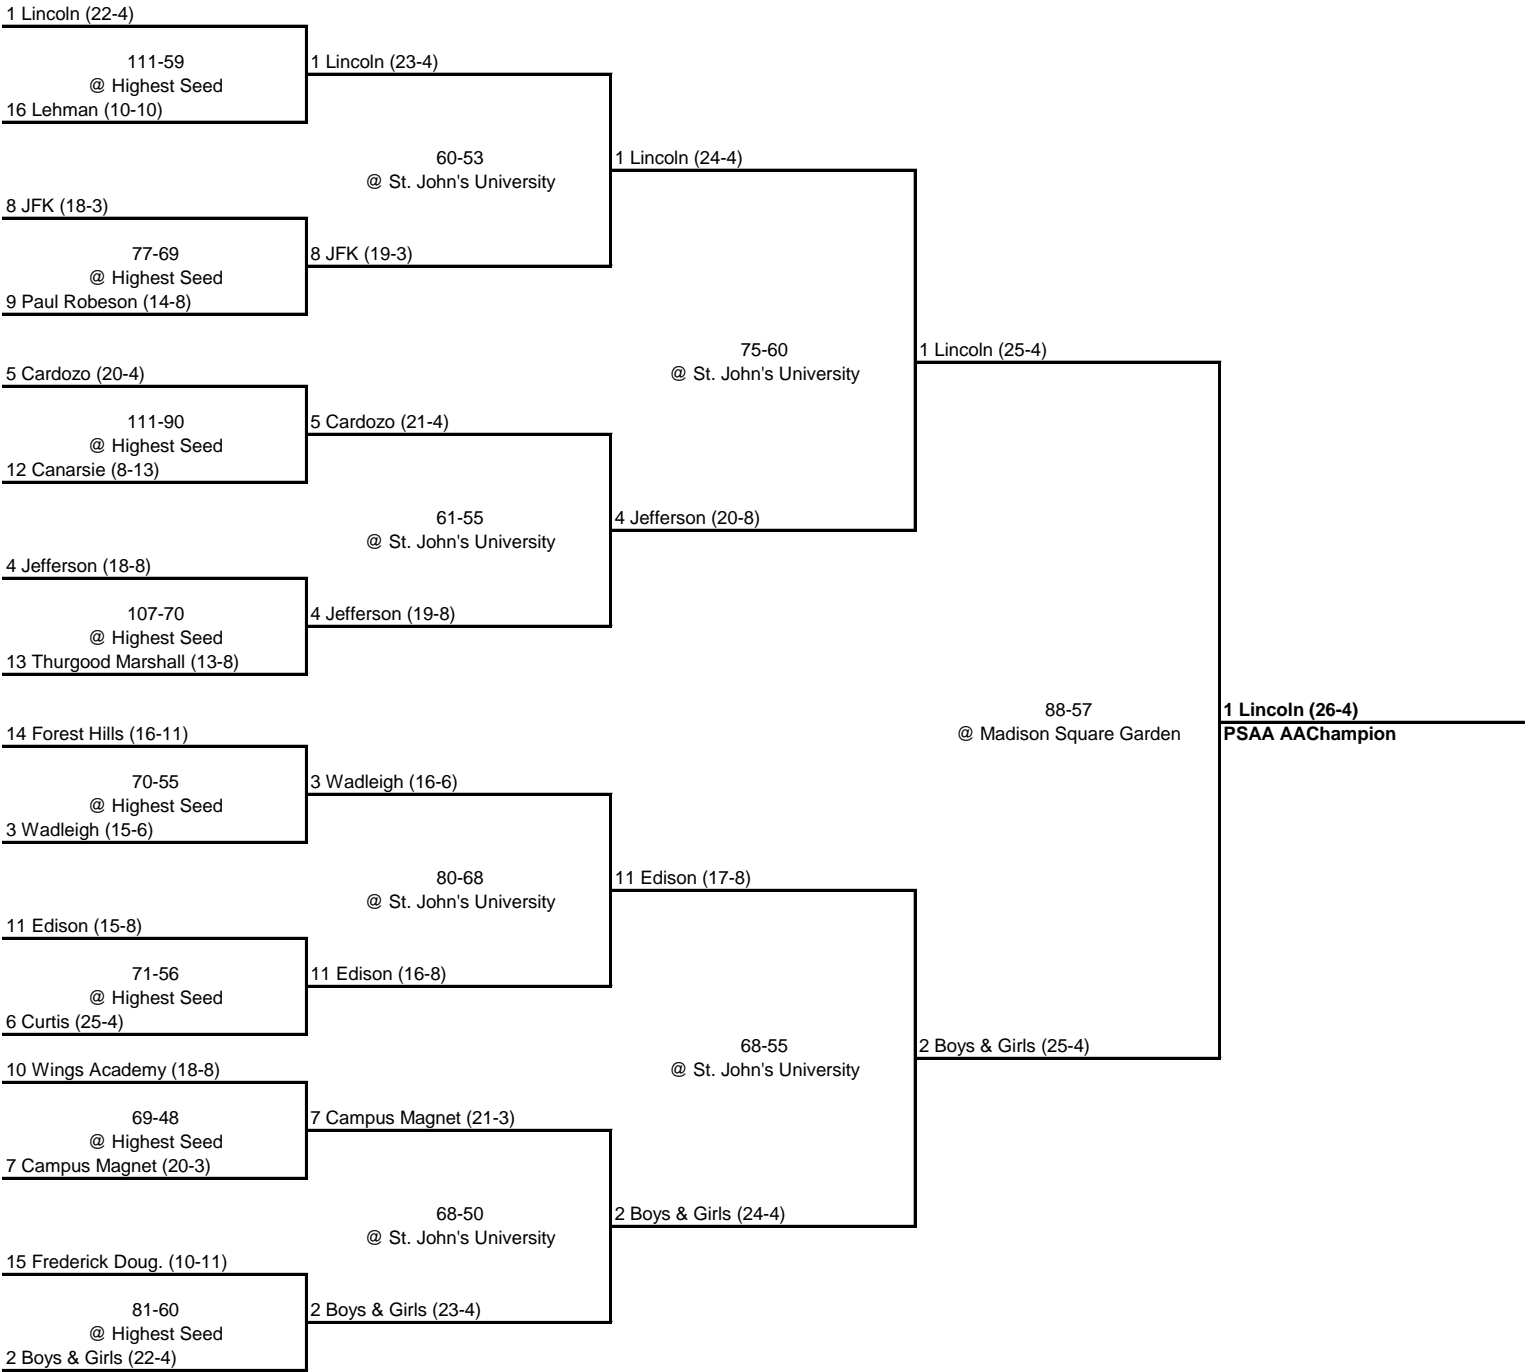 1 Lincoln (22-4)
111-59
@ Highest Seed
16 Lehman (10-10)
1 Lincoln (23-4)
60-53
@ St. John's University
1 Lincoln (24-4)
8 JFK (18-3)
77-69
@ Highest Seed
9 Paul Robeson (14-8)
8 JFK (19-3)
75-60
@ St. John's University
1 Lincoln (25-4)
5 Cardozo (20-4)
111-90
@ Highest Seed
12 Canarsie (8-13)
5 Cardozo (21-4)
61-55
@ St. John's University
4 Jefferson (20-8)
4 Jefferson (18-8)
107-70
@ Highest Seed
13 Thurgood Marshall (13-8)
4 Jefferson (19-8)
88-57
@ Madison Square Garden
1 Lincoln (26-4)
PSAA AAChampion
14 Forest Hills (16-11)
70-55
@ Highest Seed
3 Wadleigh (15-6)
3 Wadleigh (16-6)
80-68
@ St. John's University
11 Edison (17-8)
11 Edison (15-8)
71-56
@ Highest Seed
6 Curtis (25-4)
11 Edison (16-8)
68-55
@ St. John's University
2 Boys & Girls (25-4)
10 Wings Academy (18-8)
69-48
@ Highest Seed
7 Campus Magnet (20-3)
7 Campus Magnet (21-3)
68-50
@ St. John's University
2 Boys & Girls (24-4)
15 Frederick Doug. (10-11)
81-60
@ Highest Seed
2 Boys & Girls (22-4)
2 Boys & Girls (23-4)